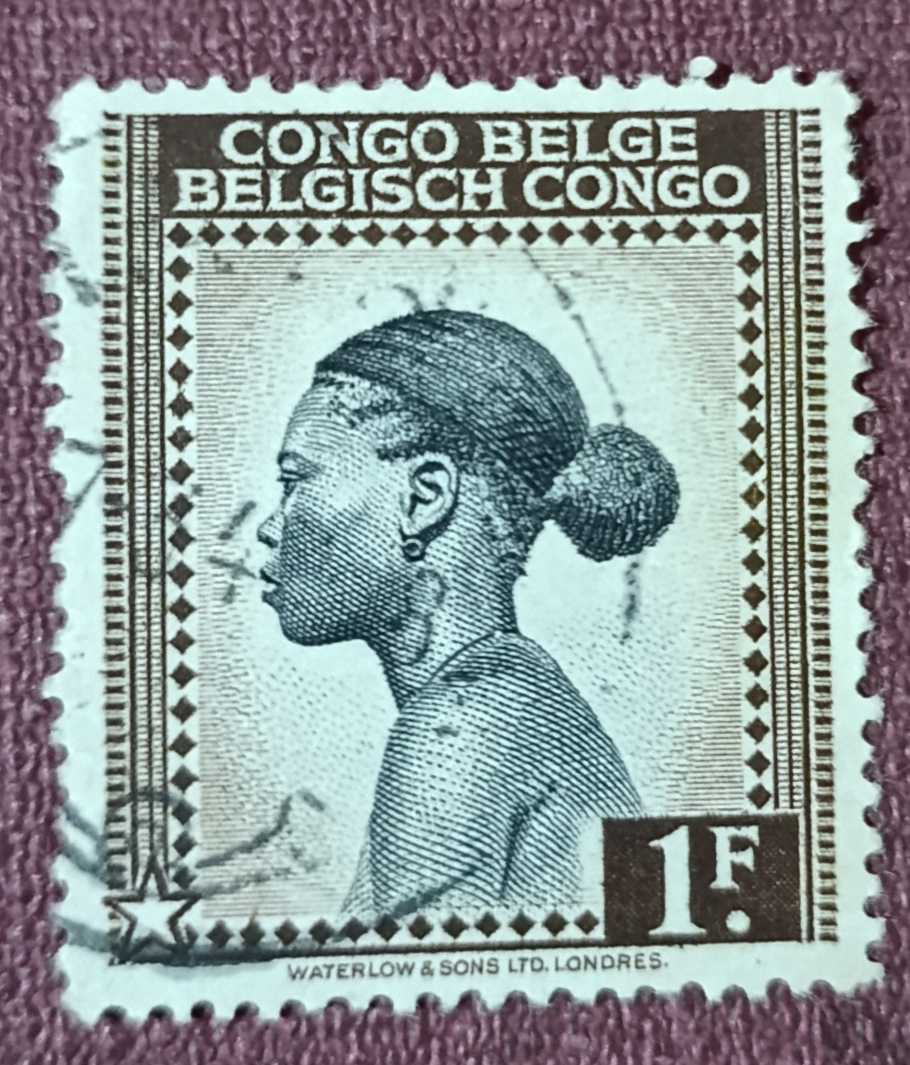 CONGO BELGE
BELGISCH CONGO
1F.
WATERLOW & SONS LTD. LONDRES.